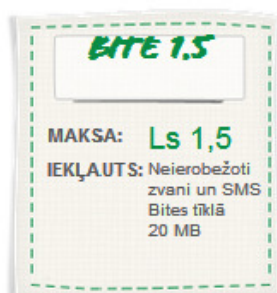 BITE 1,5
MAKSA: Ls 1,5
IEKĻAUTS: Neierobežoti
zvani un SMS
Bites tīklā
20 MB